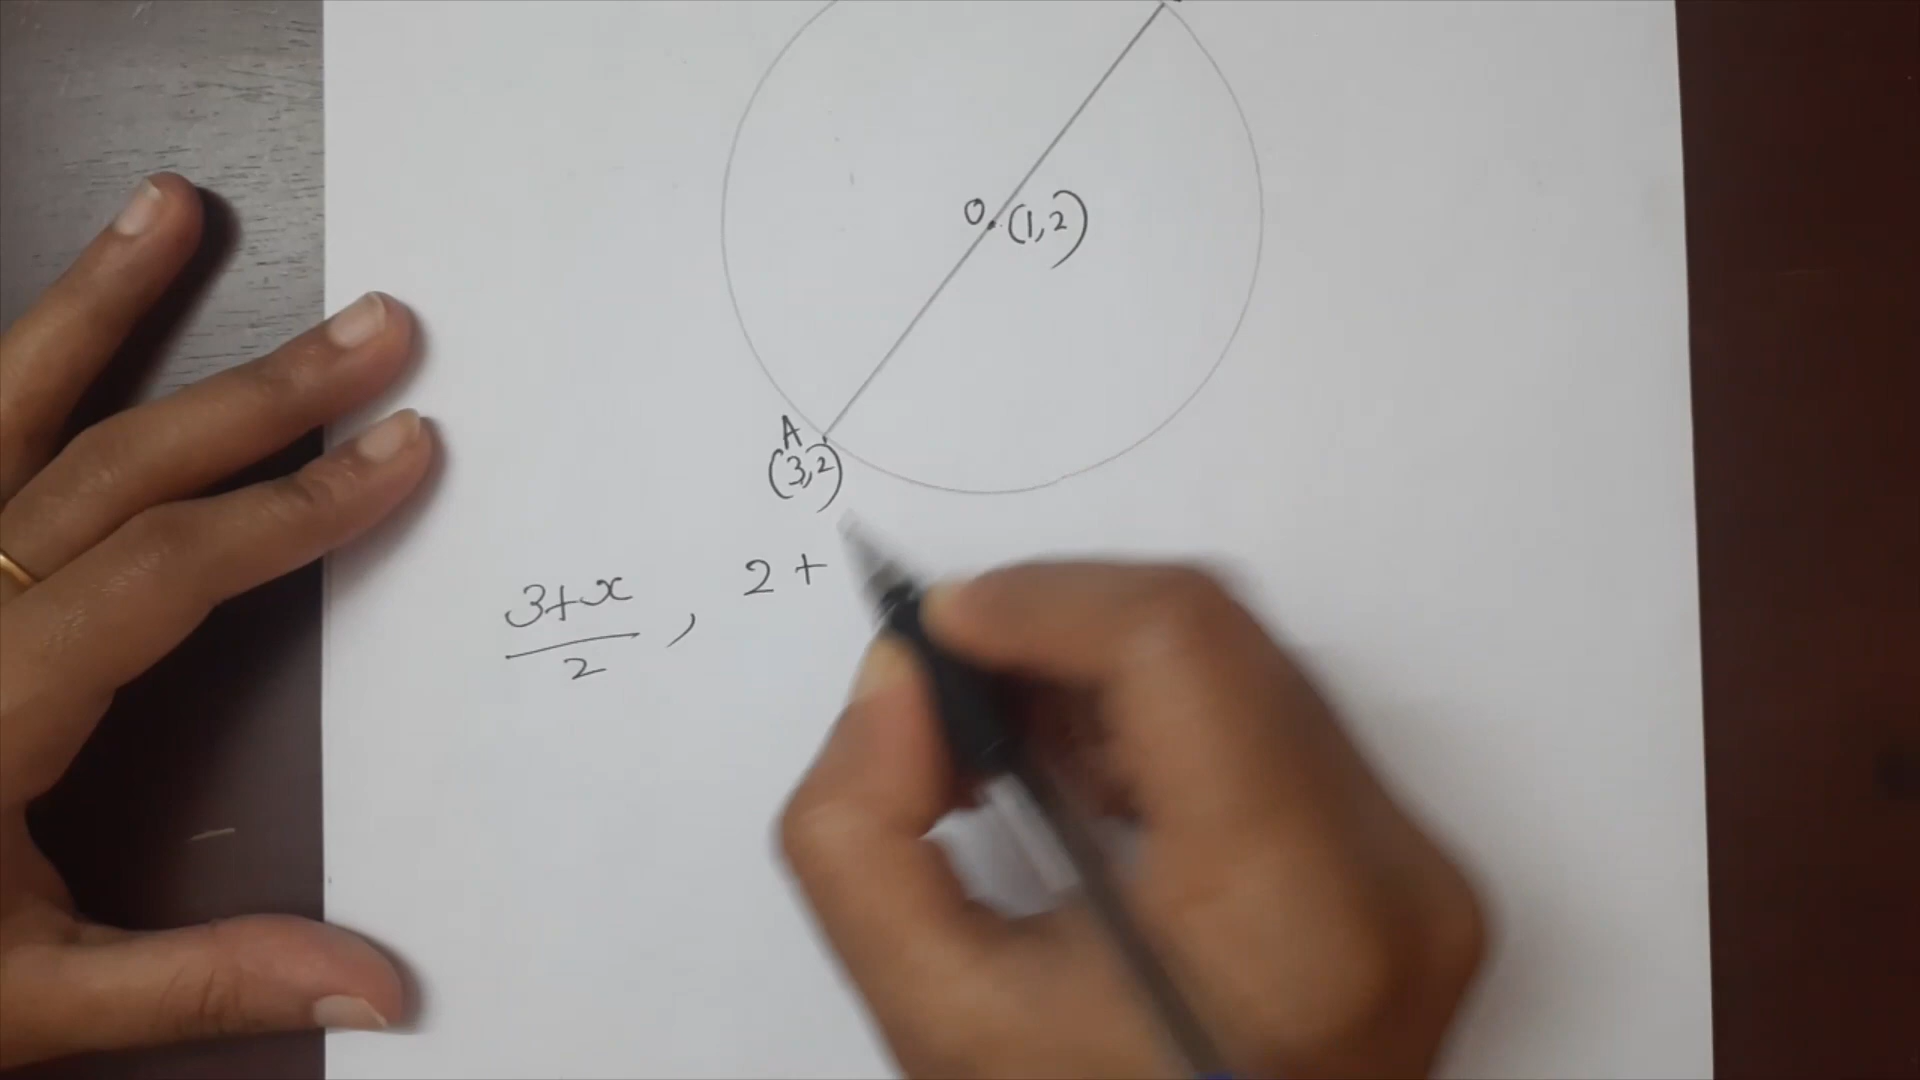 O (1,2)
A
(3,2)
3+x , 2+
2